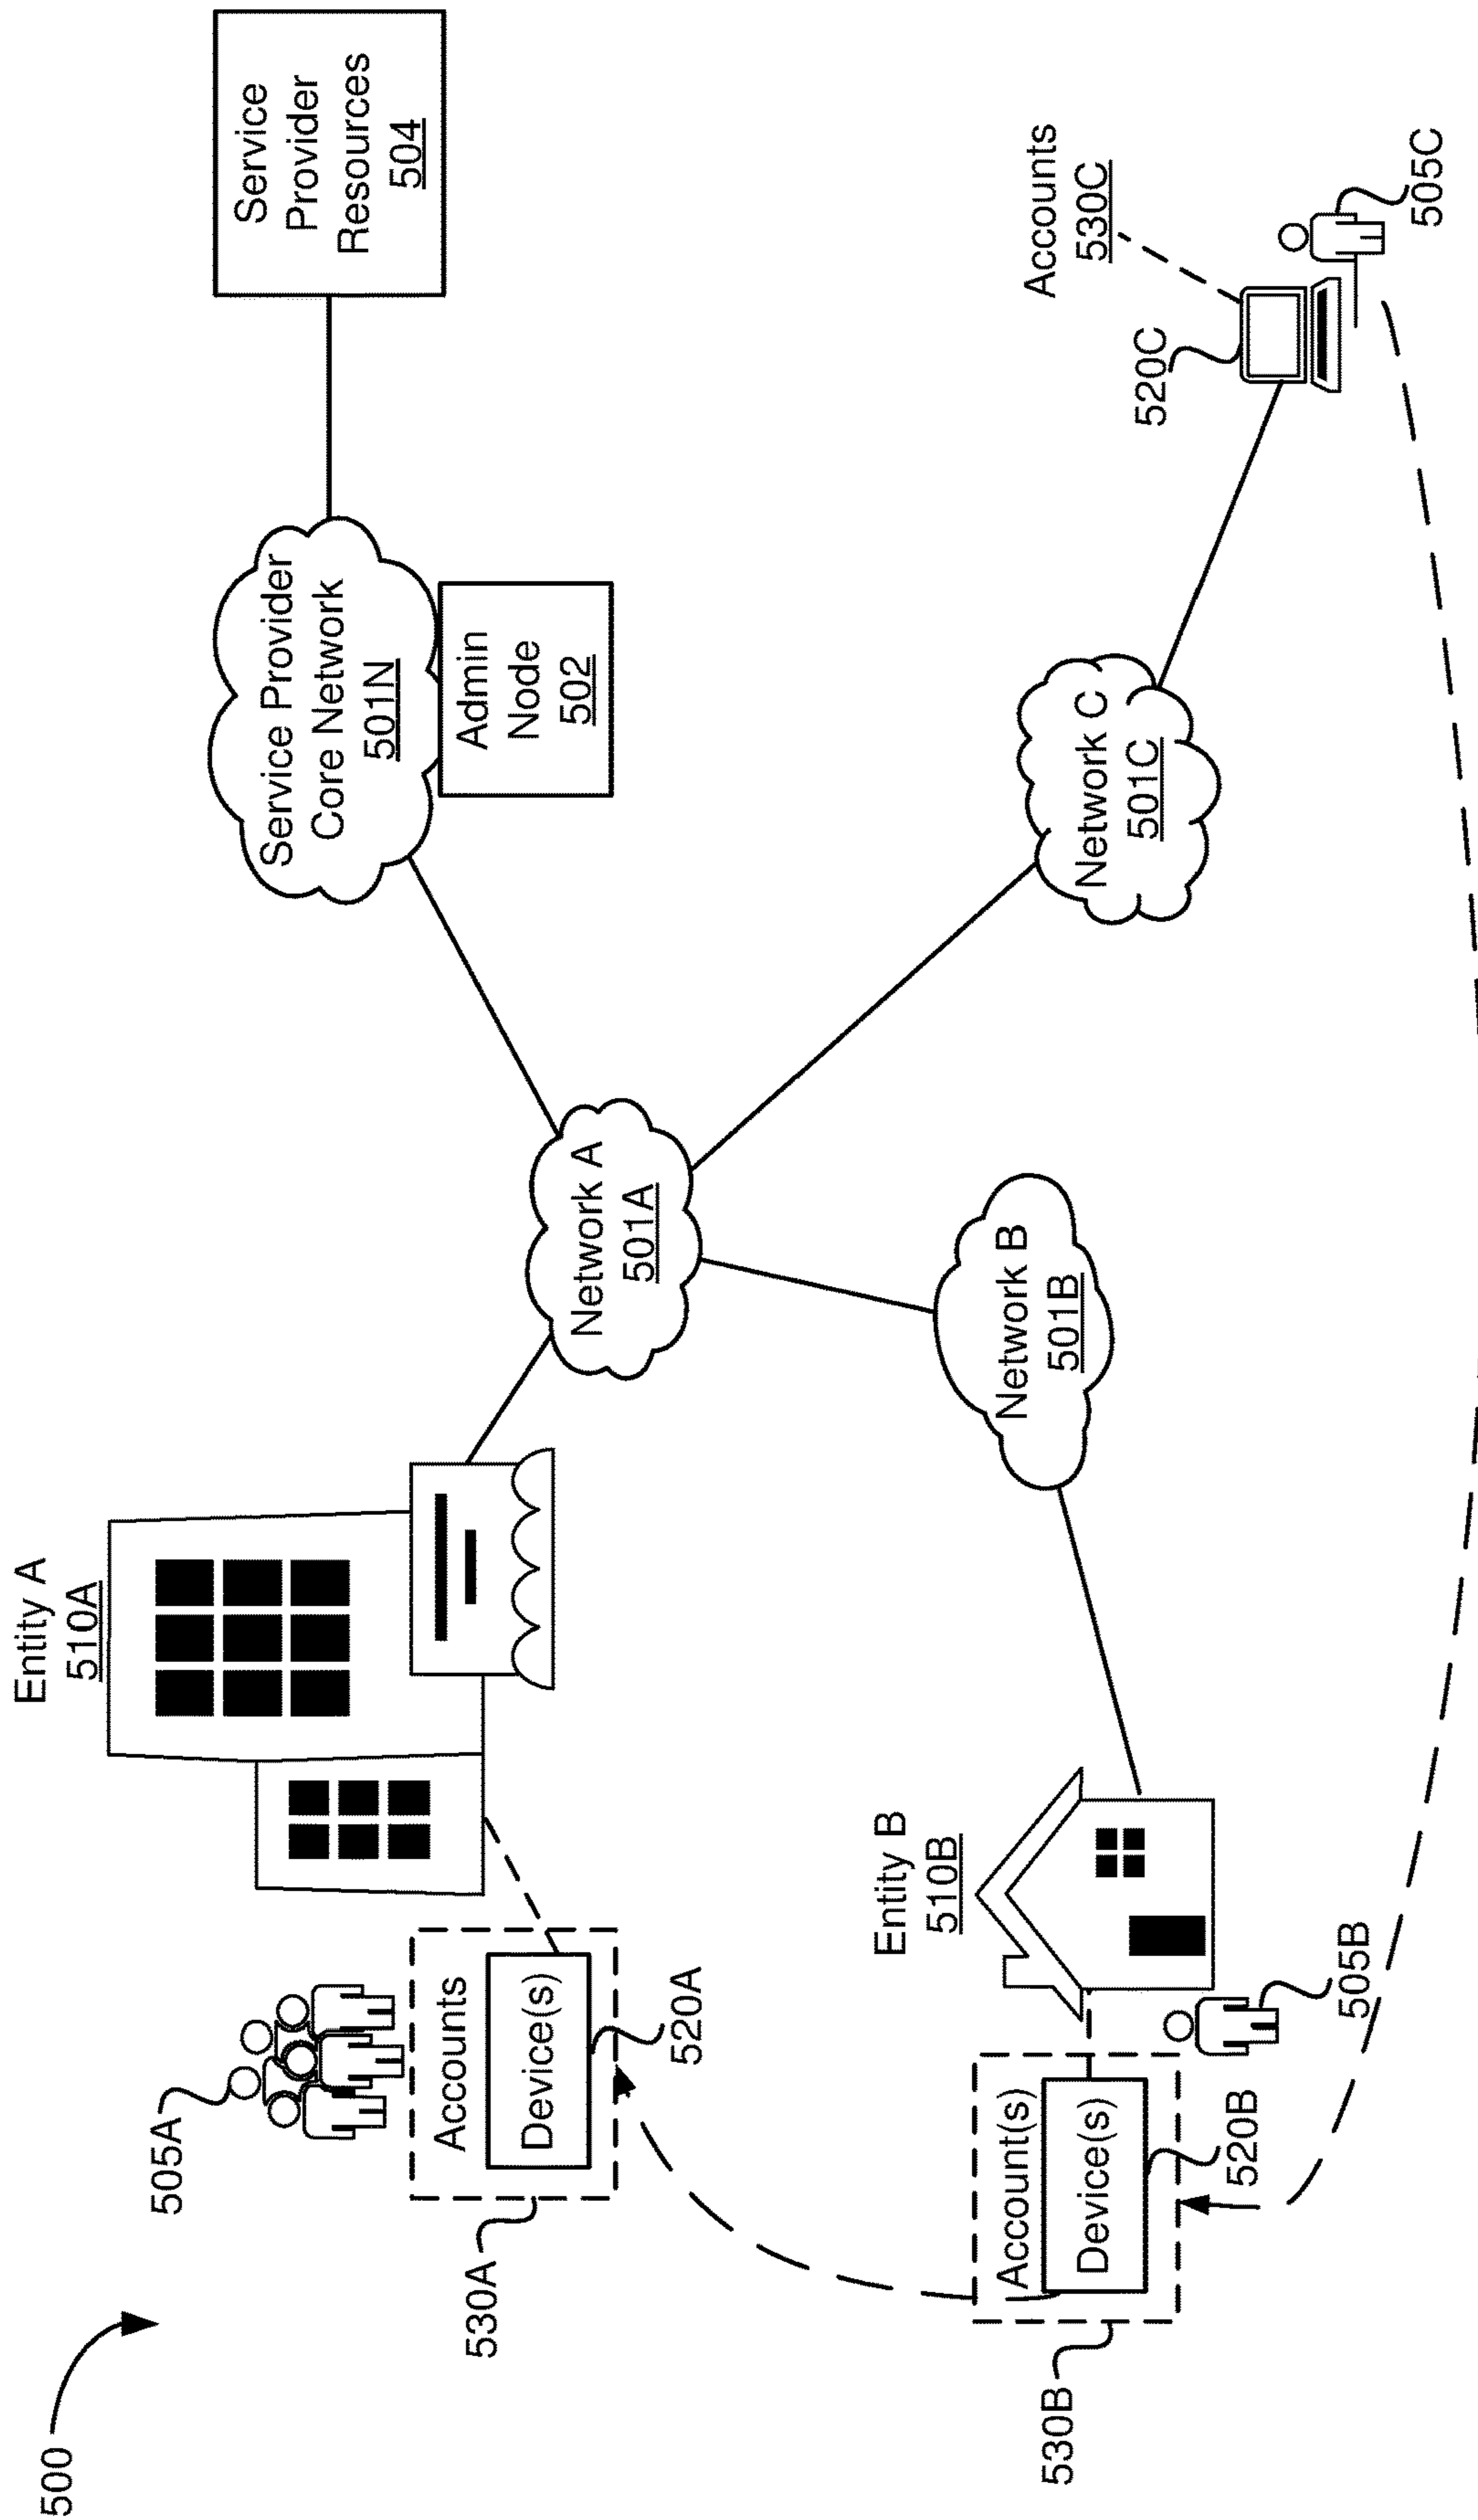 500
505A
Entity A
510A
Service Provider
Core Network
501N
Service
Provider
Resources
504
Accounts
Device(s)
530A
520A
Network A
501A
Admin
Node
502
Entity B
510B
Network B
501B
Network C
501C
Accounts
530C
520C
505C
Account(s)
Device(s)
530B
520B
505B